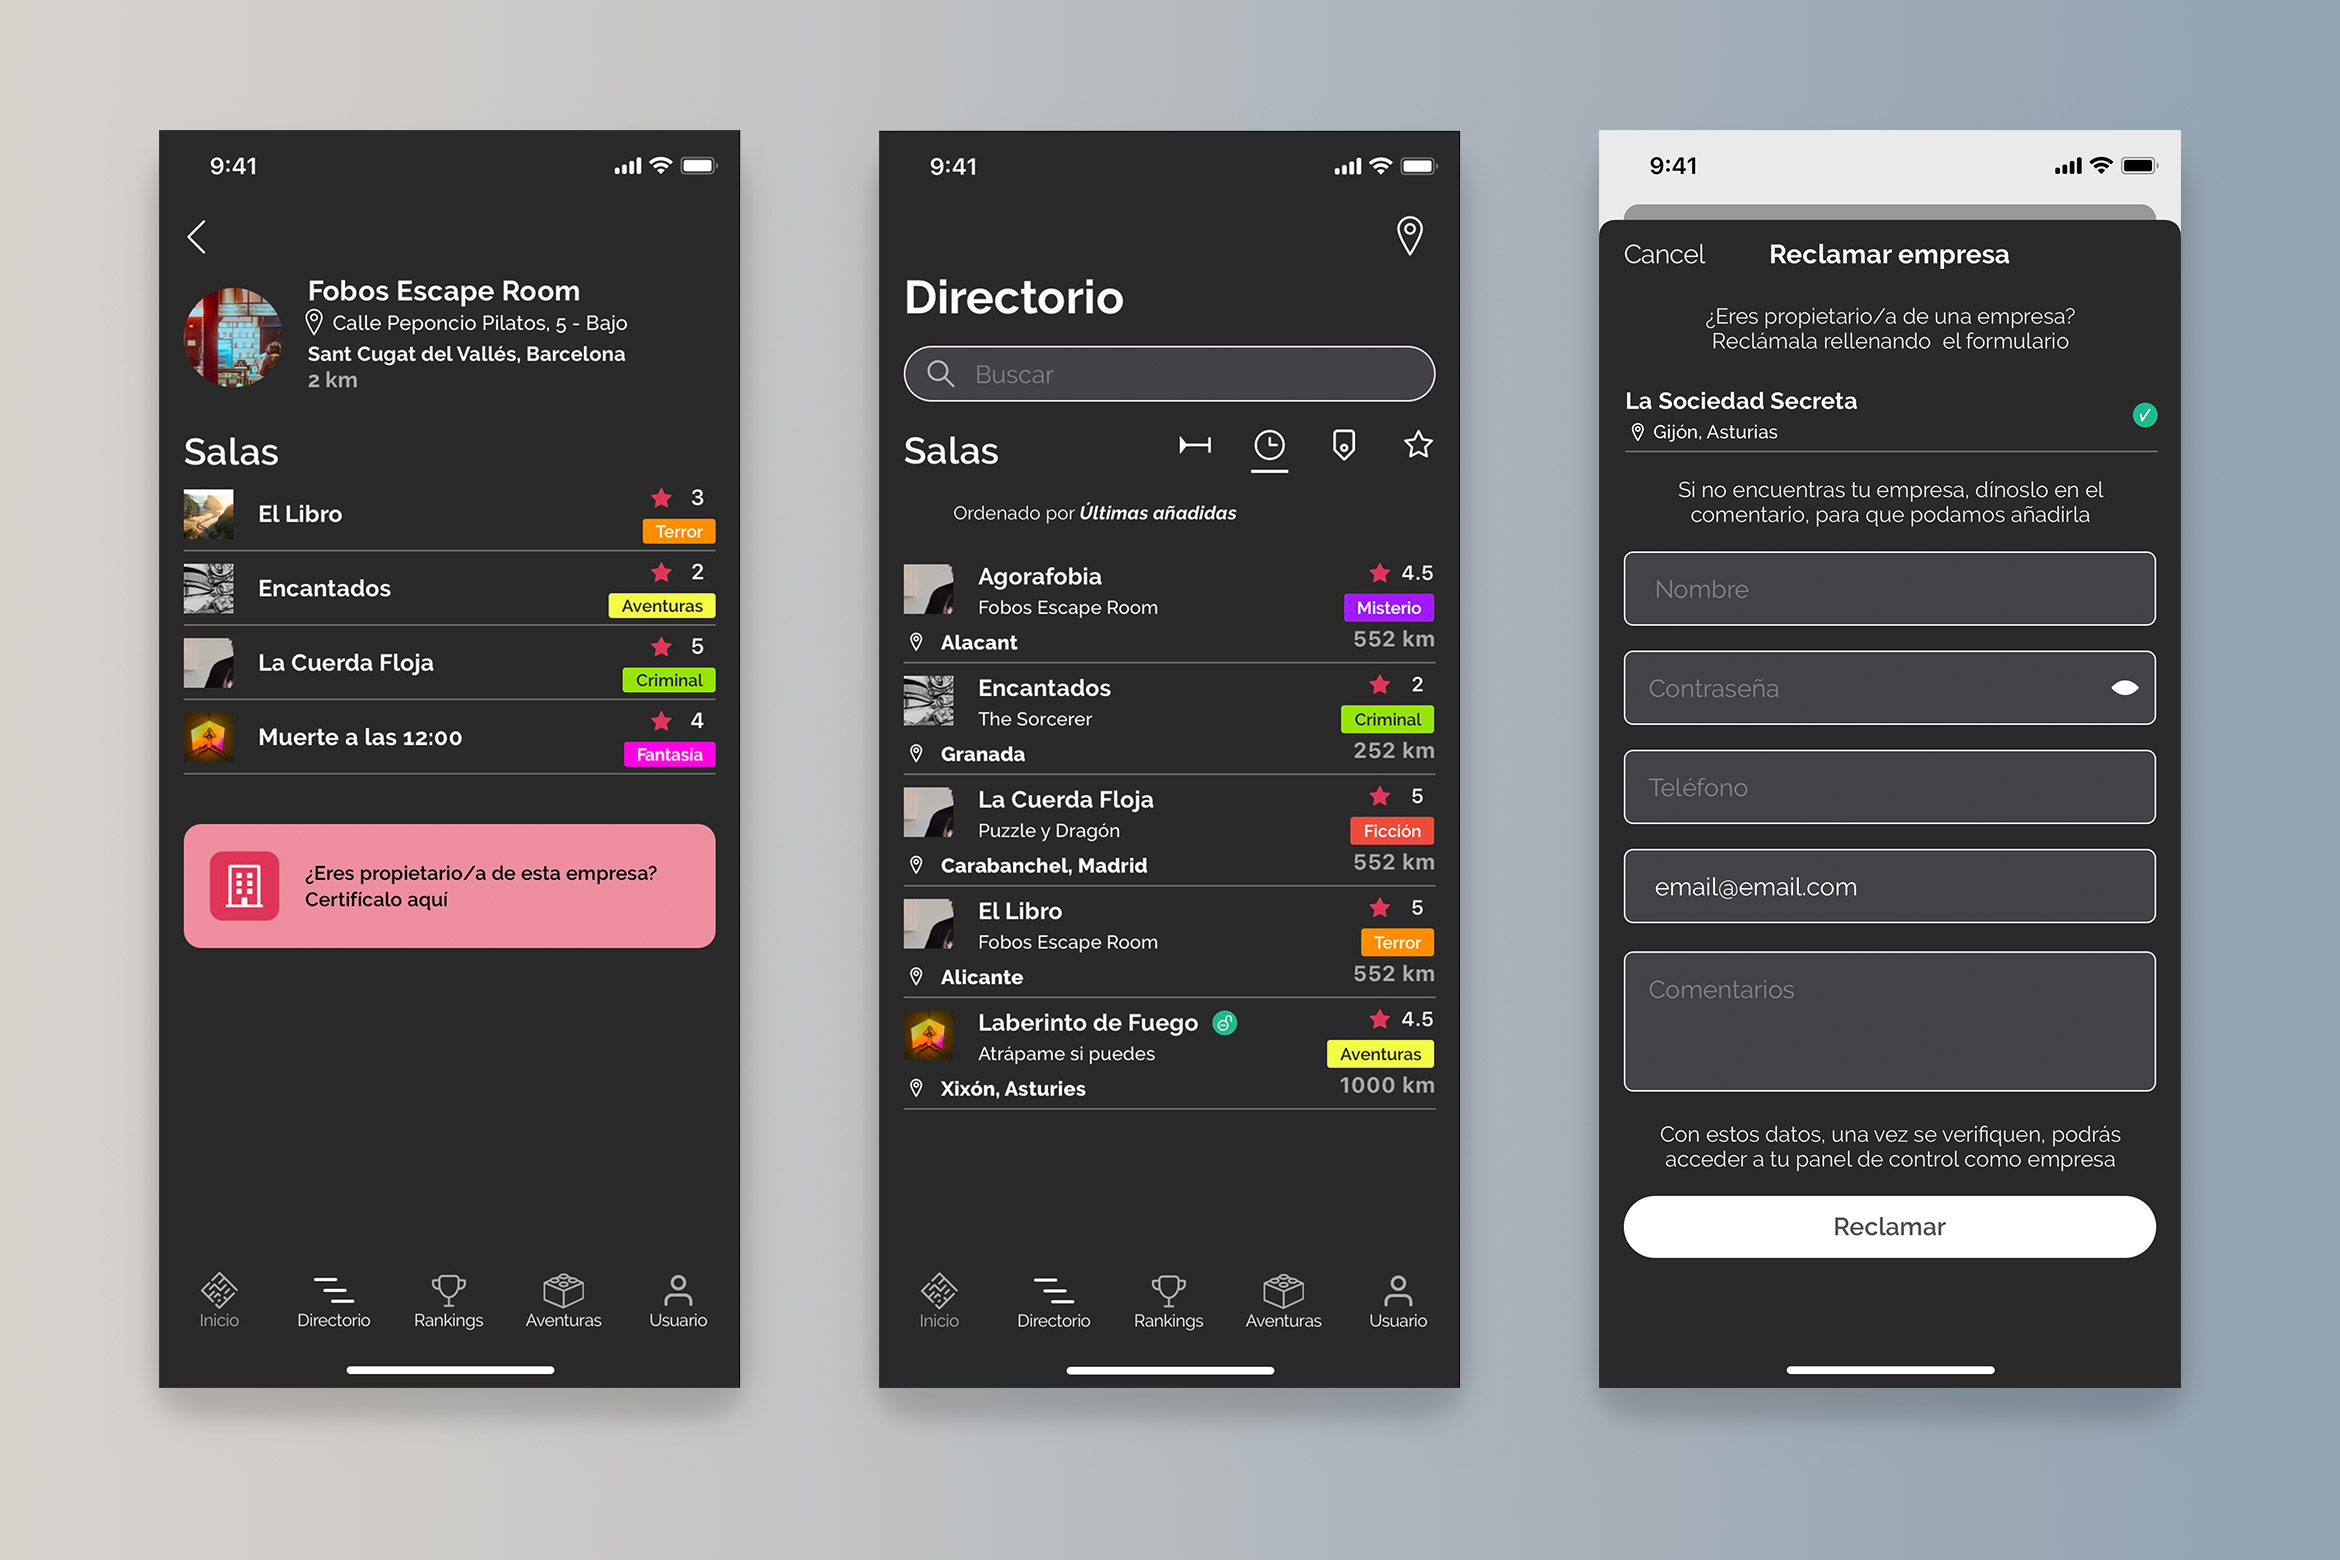 9:41
Fobos Escape Room
Calle Peponcio Pilatos, 5 - Bajo
Sant Cugat del Vallés, Barcelona
2 km
Salas
El Libro
3
Terror
Encantados
2
Aventuras
La Cuerda Floja
5
Criminal
Muerte a las 12:00
4
Fantasía
¿Eres propietario/a de esta empresa?
Certifícalo aquí
Inicio
Directorio
Rankings
Aventuras
Usuario
9:41
Directorio
Buscar
Salas
Ordenado por Últimas añadidas
Agorafobia
4.5
Fobos Escape Room
Misterio
Alacant
552 km
Encantados
2
The Sorcerer
Criminal
Granada
252 km
La Cuerda Floja
5
Puzzle y Dragón
Ficción
Carabanchel, Madrid
552 km
El Libro
5
Fobos Escape Room
Terror
Alicante
552 km
Laberinto de Fuego
4.5
Atrápame si puedes
Aventuras
Xixón, Asturies
1000 km
Inicio
Directorio
Rankings
Aventuras
Usuario
9:41
Cancel
Reclamar empresa
¿Eres propietario/a de una empresa?
Reclámala rellenando el formulario
La Sociedad Secreta
Gijón, Asturias
Si no encuentras tu empresa, dínoslo en el
comentario, para que podamos añadirla
Nombre
Contraseña
Teléfono
email@email.com
Comentarios
Con estos datos, una vez se verifiquen, podrás
acceder a tu panel de control como empresa
Reclamar